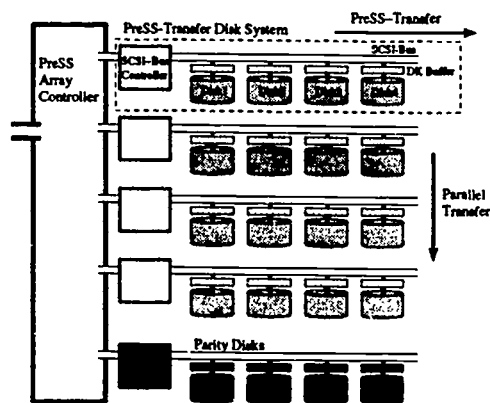 PreSS-Transfer Disk System
PreSS-Transfer
PreSS
Array
Controller
SCSI-Bus
Controller
SCSI-Bus
DK Buffer
Parallel
Transfer
Parity Disks